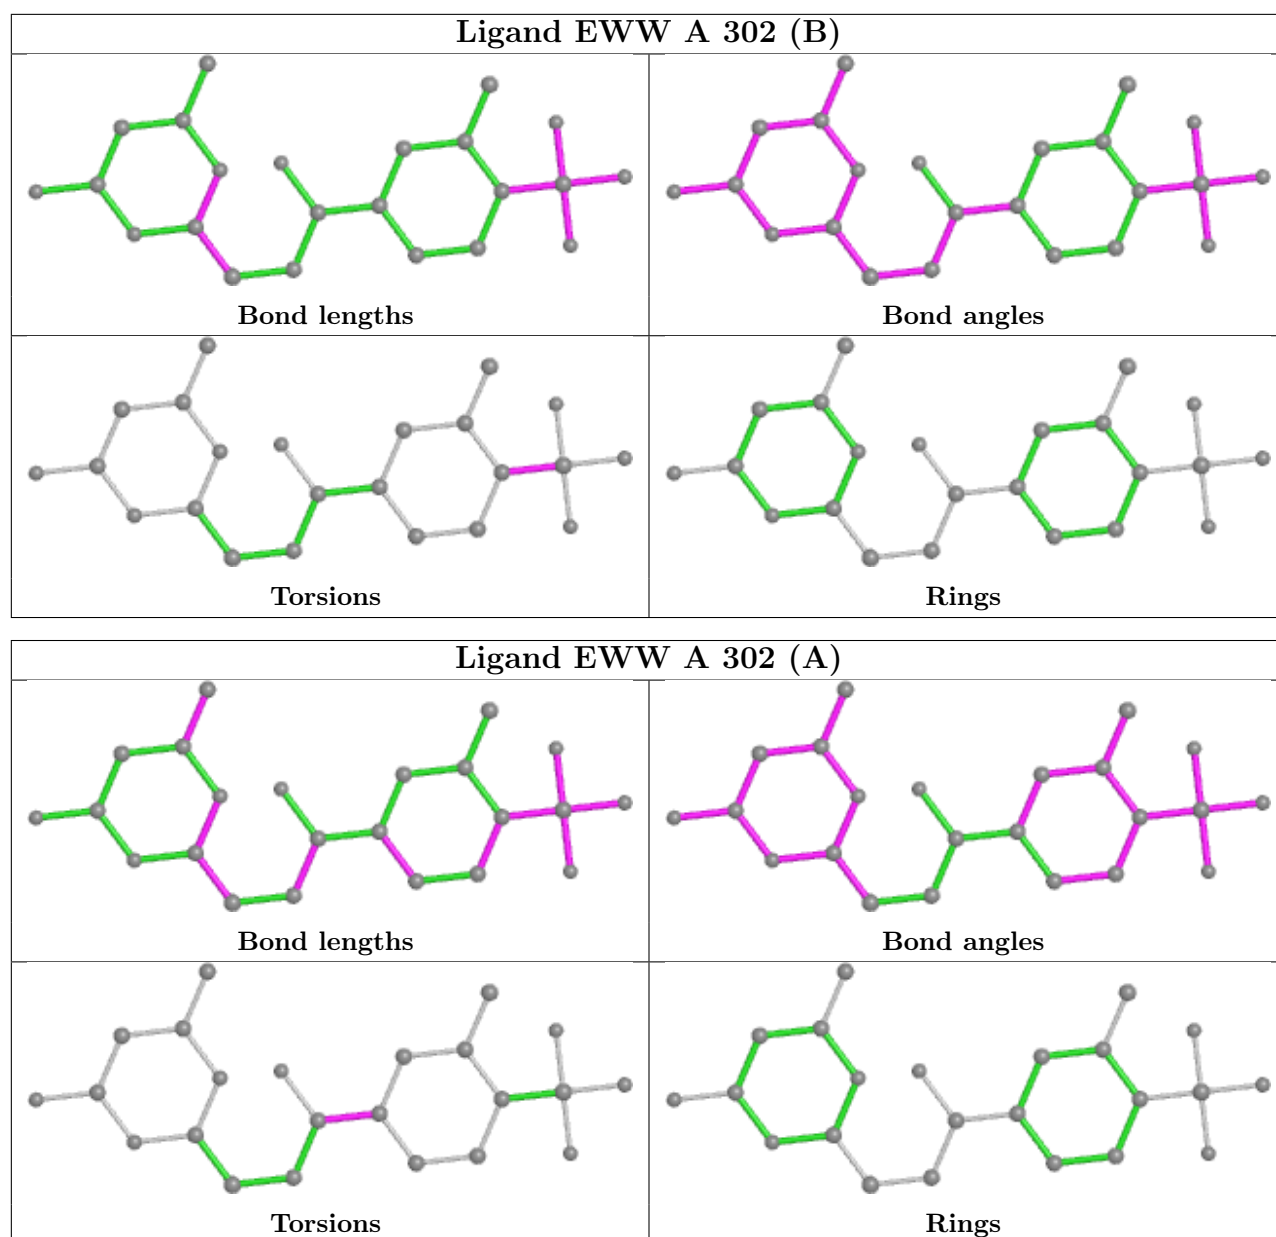 Ligand EWW A 302 (B)
Bond lengths
Bond angles
Torsions
Rings
Ligand EWW A 302 (A)
Bond lengths
Bond angles
Torsions
Rings